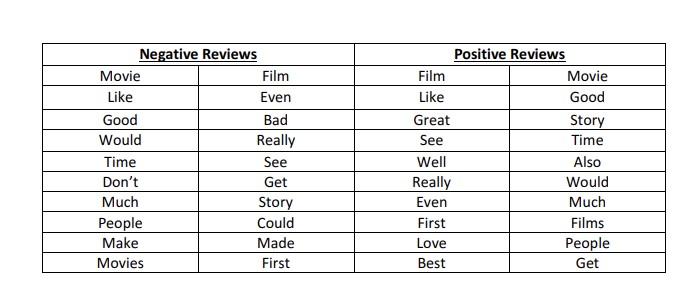 Negative Reviews Positive Reviews
Movie Film Film Movie
Like Even Like Good
Good Bad Great Story
Would Really See Time
Time See Well Also
Don’t Get Really Would
Much Story Even Much
People Could First Films
Make Made Love People
Movies First Best Get